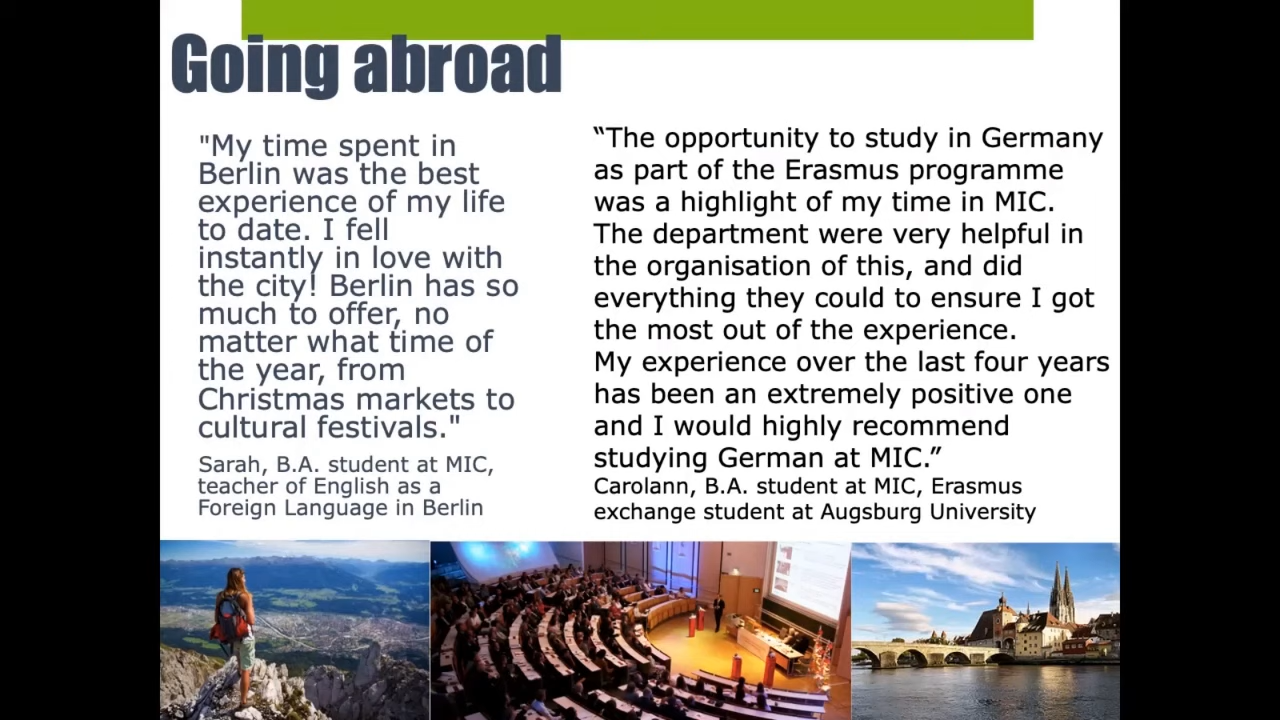 Going abroad
"My time spent in
Berlin was the best
experience of my life
to date. I fell
instantly in love with
the city! Berlin has so
much to offer, no
matter what time of
the year, from
Christmas markets to
cultural festivals."
Sarah, B.A. student at MIC,
teacher of English as a
Foreign Language in Berlin
“The opportunity to study in Germany
as part of the Erasmus programme
was a highlight of my time in MIC.
The department were very helpful in
the organisation of this, and did
everything they could to ensure I got
the most out of the experience.
My experience over the last four years
has been an extremely positive one
and I would highly recommend
studying German at MIC.”
Carolann, B.A. student at MIC, Erasmus
exchange student at Augsburg University